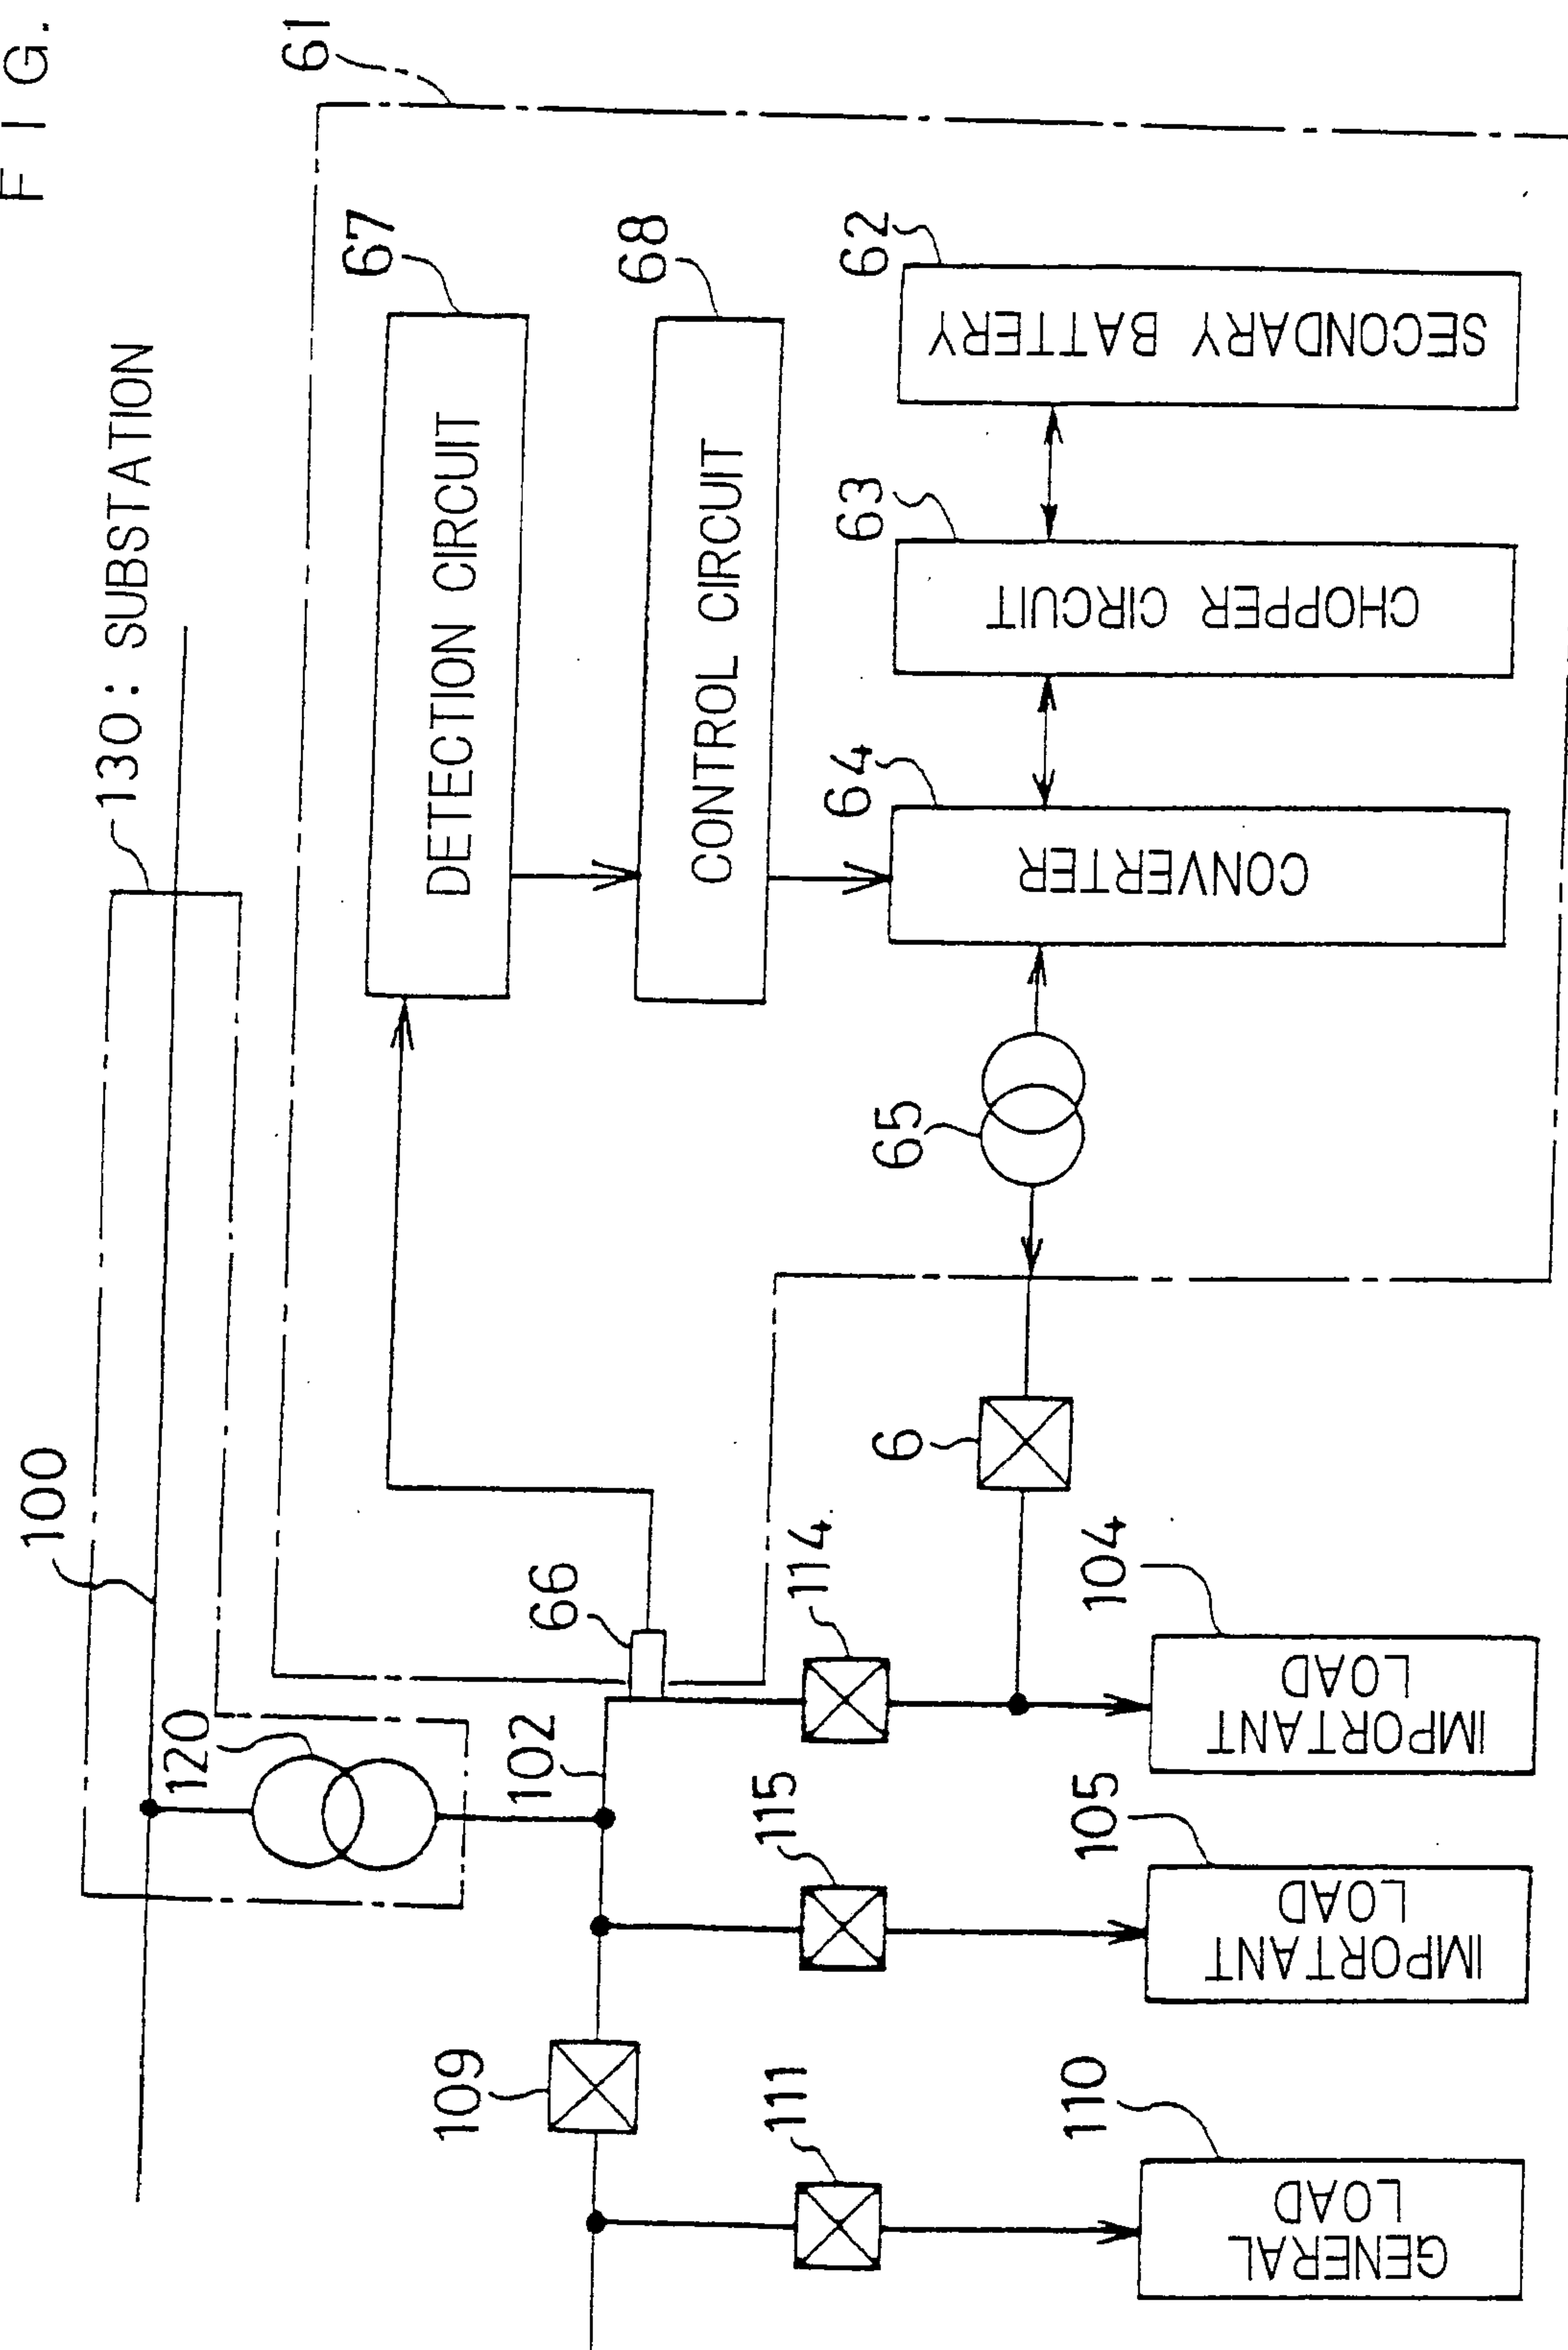 FIG.
61
130: SUBSTATION
100
120
67
DETECTION CIRCUIT
68
CONTROL CIRCUIT
62
SECONDARY BATTERY
63
CHOPPER CIRCUIT
64
CONVERTER
65
66
6
102
114
115
109
111
104
IMPORTANT
LOAD
105
IMPORTANT
LOAD
110
GENERAL
LOAD